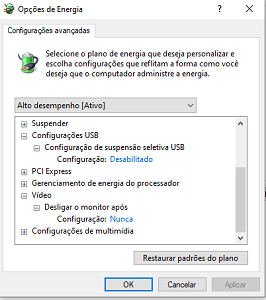 Opções de Energia
Configurações avançadas
Selecione o plano de energia que deseja personalizar e
escolha configurações que reflitam a forma como você
deseja que o computador administre a energia.
Alto desempenho [Ativo]
Suspender
Configurações USB
Configuração de suspensão seletiva USB
Configuração: Desabilitado
PCI Express
Gerenciamento de energia do processador
Vídeo
Desligar o monitor após
Configuração: Nunca
Configurações de multimídia
Restaurar padrões do plano
OK Cancelar Aplicar